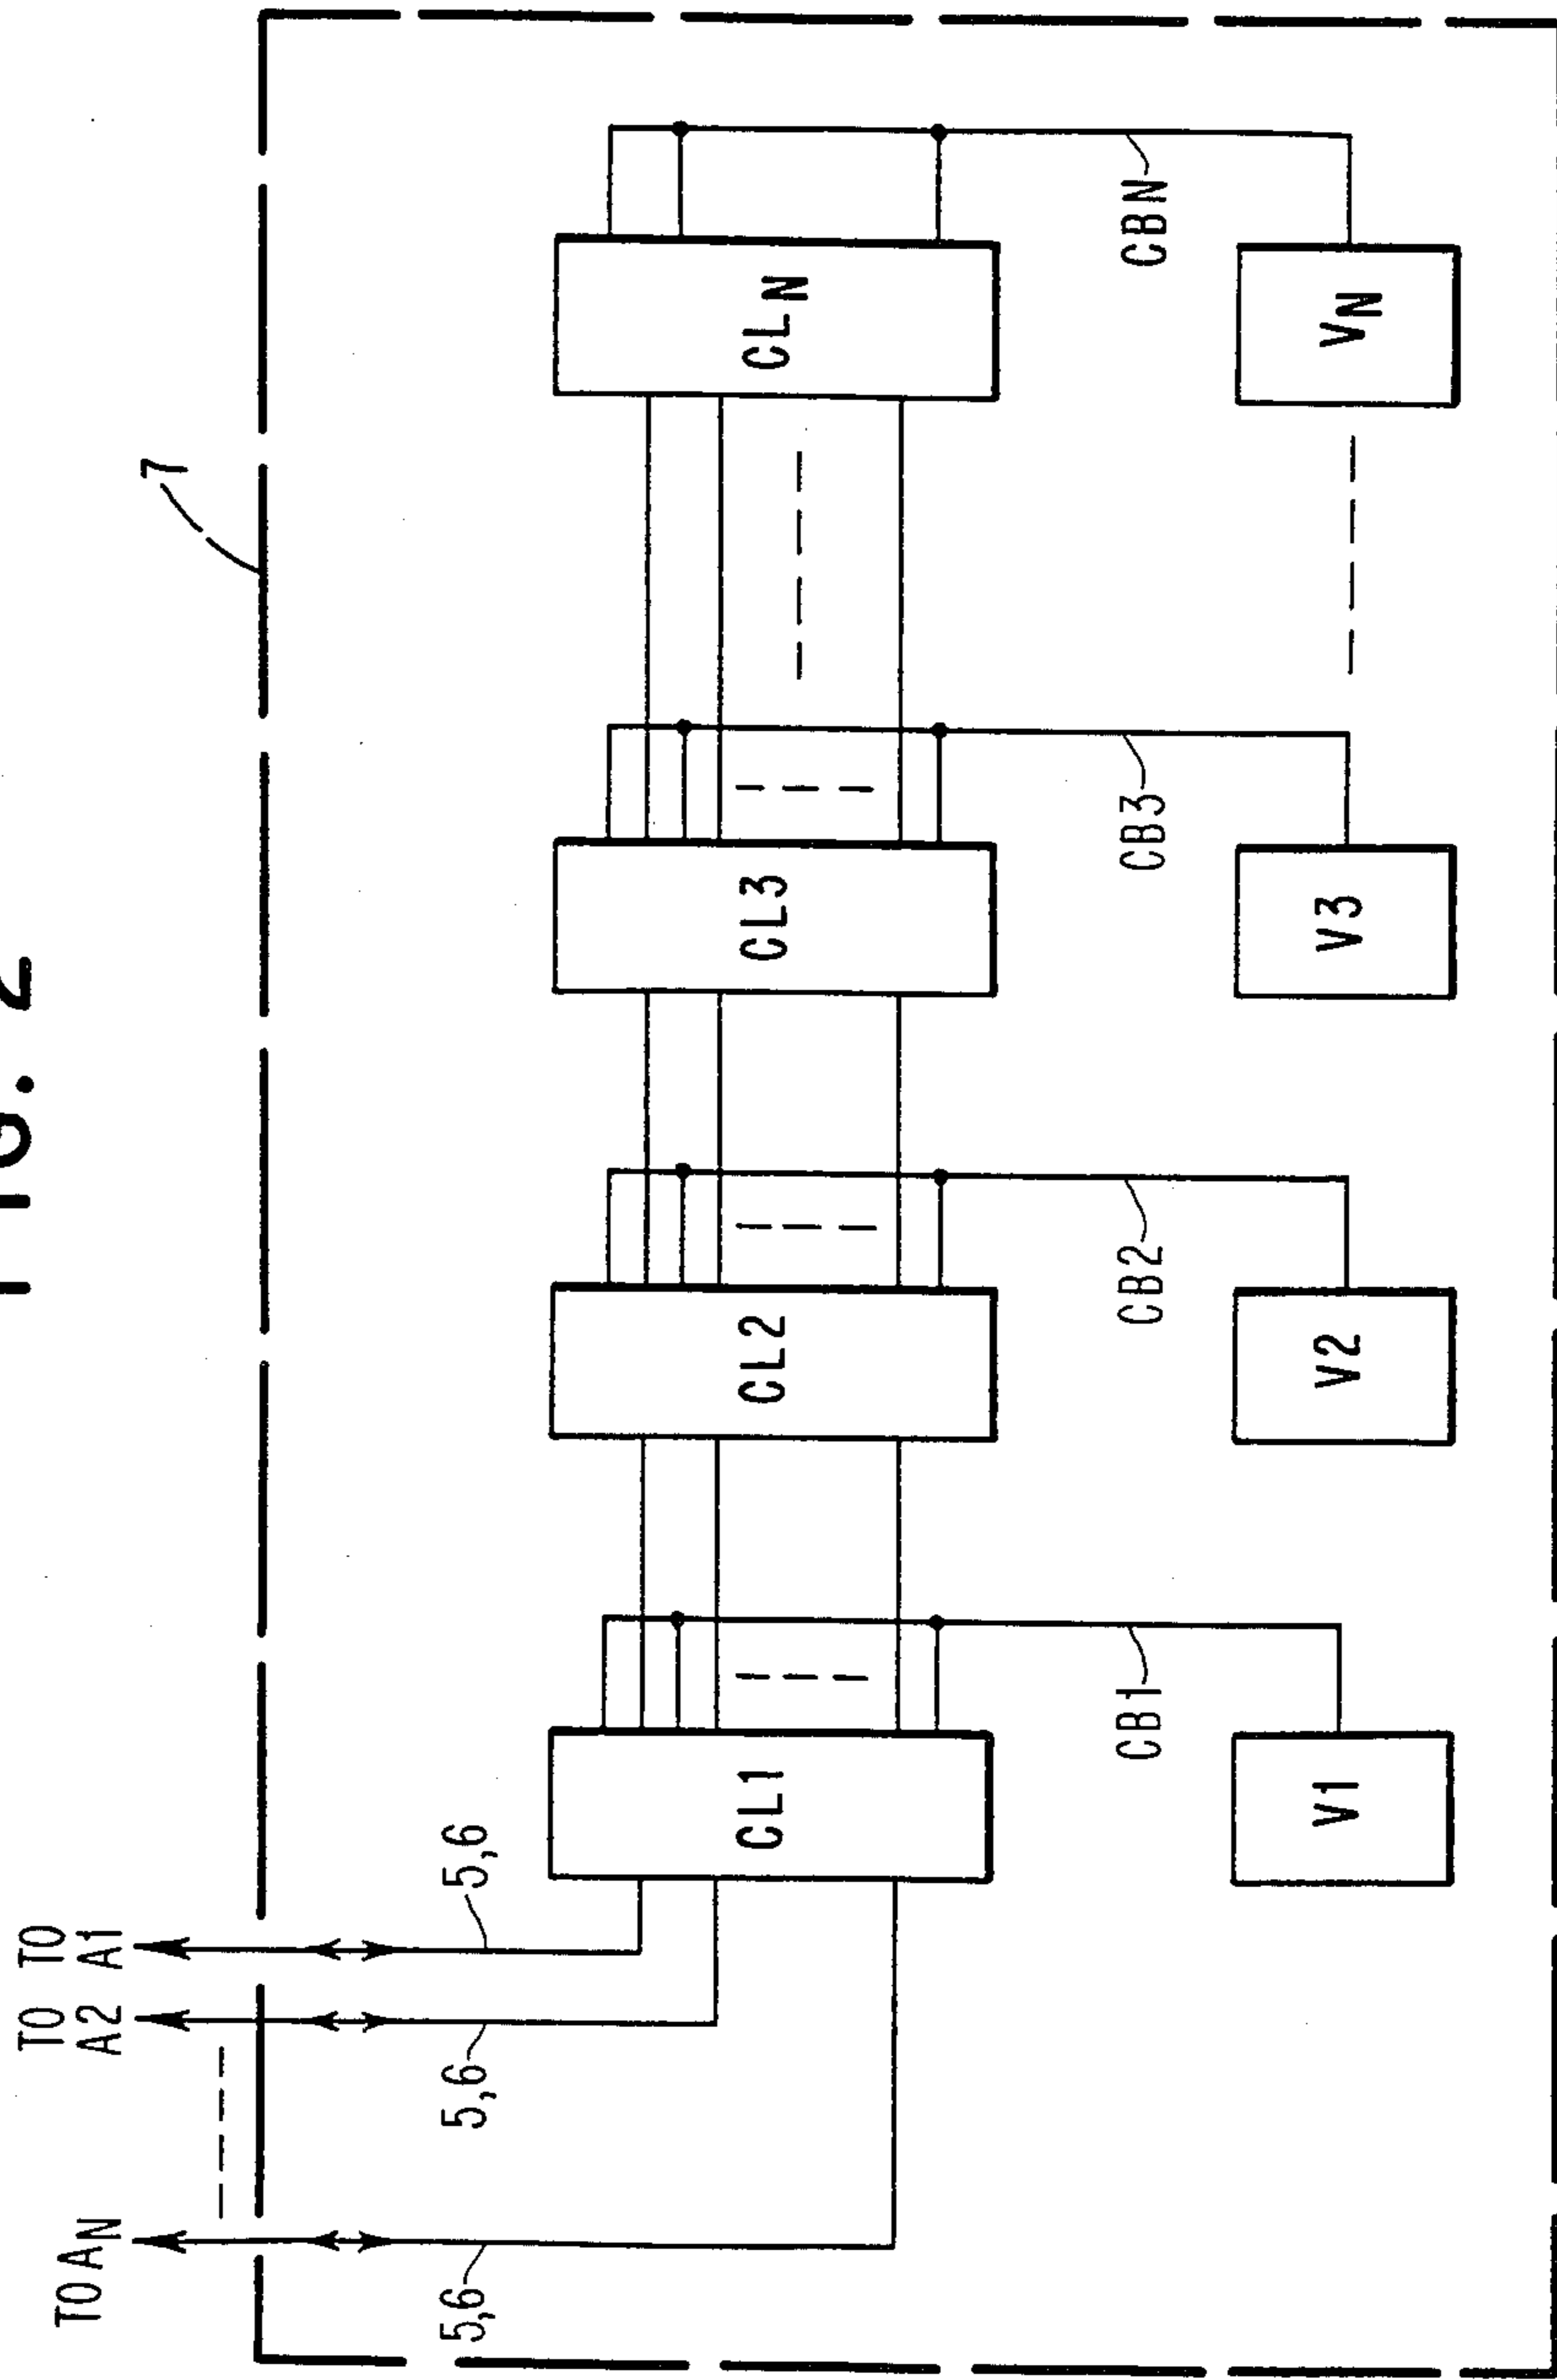 FIG. 2
7
TO AN
TO A2
TO A1
5,6
5,6
5,6
CL1
CL2
CL3
CLN
CB1
CB2
CB3
CBN
V1
V2
V3
VN